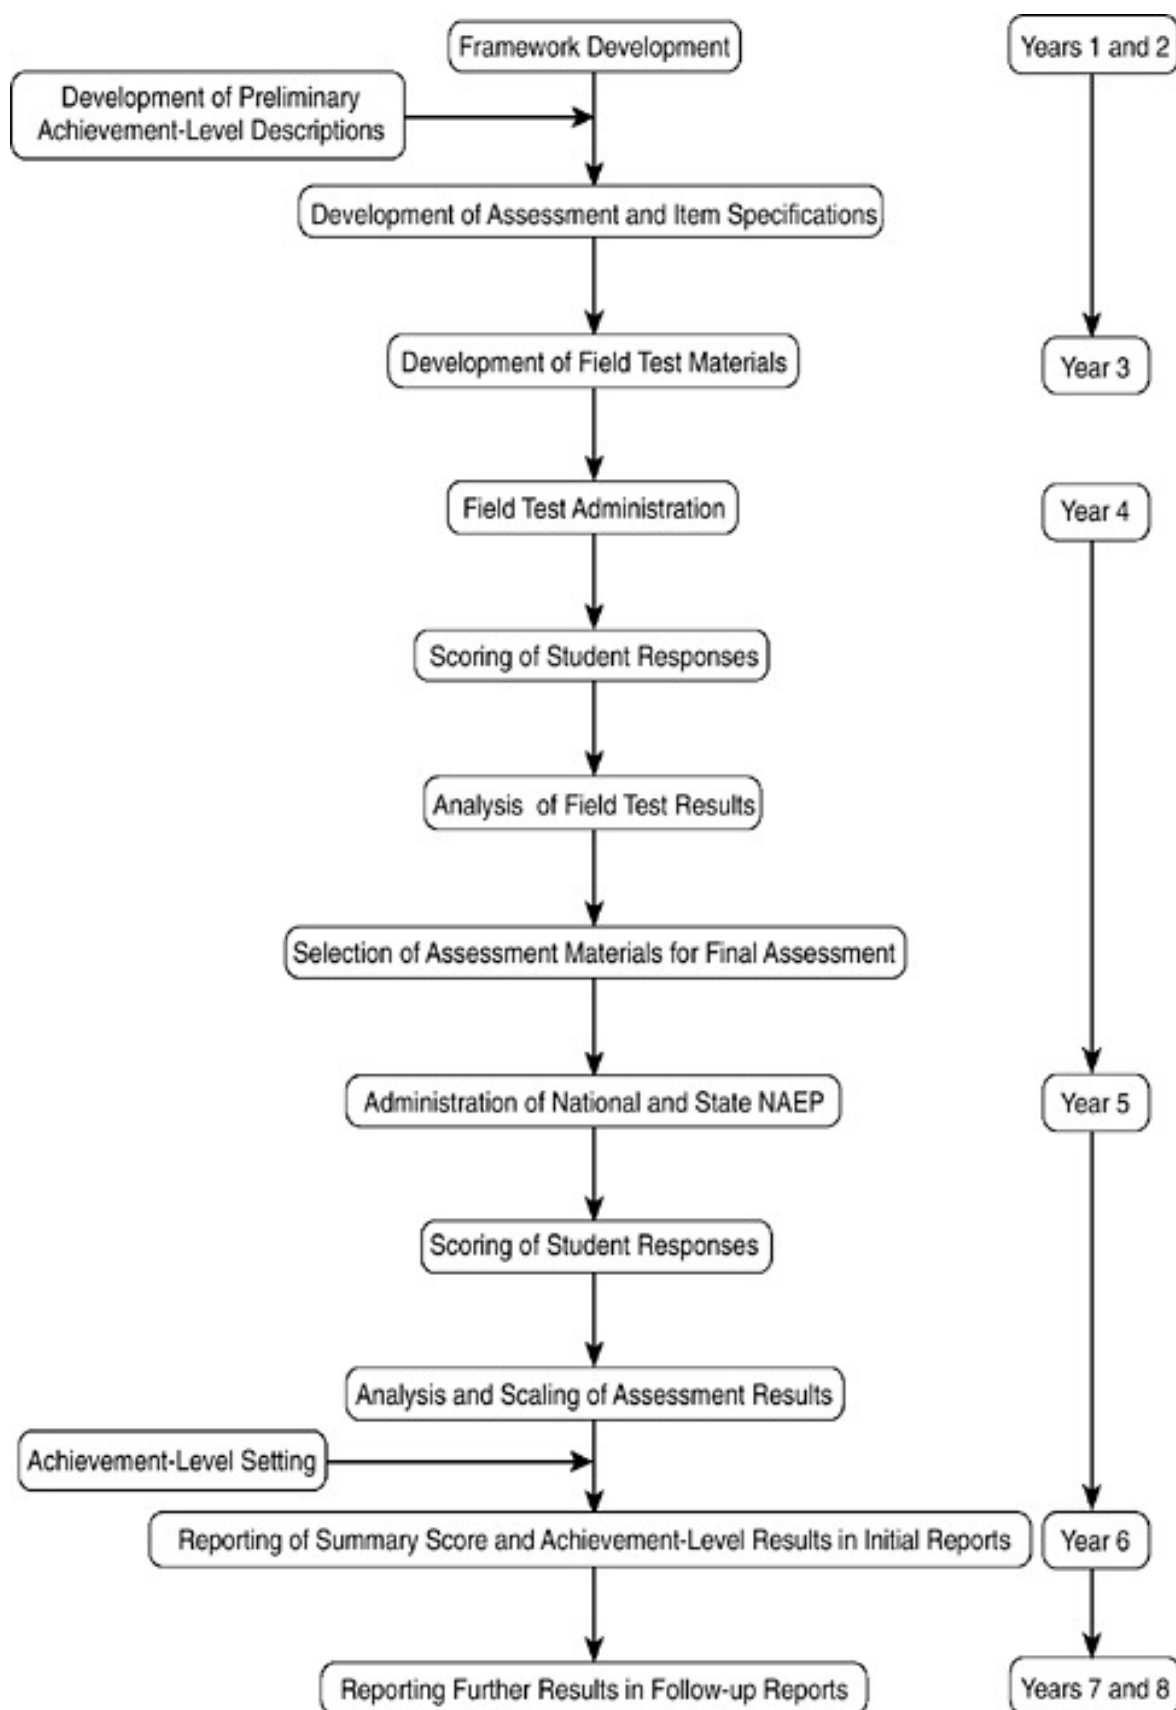 Framework Development
Years 1 and 2
Development of Preliminary
Achievement-Level Descriptions
Development of Assessment and Item Specifications
Development of Field Test Materials
Year 3
Field Test Administration
Year 4
Scoring of Student Responses
Analysis of Field Test Results
Selection of Assessment Materials for Final Assessment
Administration of National and State NAEP
Year 5
Scoring of Student Responses
Analysis and Scaling of Assessment Results
Achievement-Level Setting
Reporting of Summary Score and Achievement-Level Results in Initial Reports
Year 6
Reporting Further Results in Follow-up Reports
Years 7 and 8